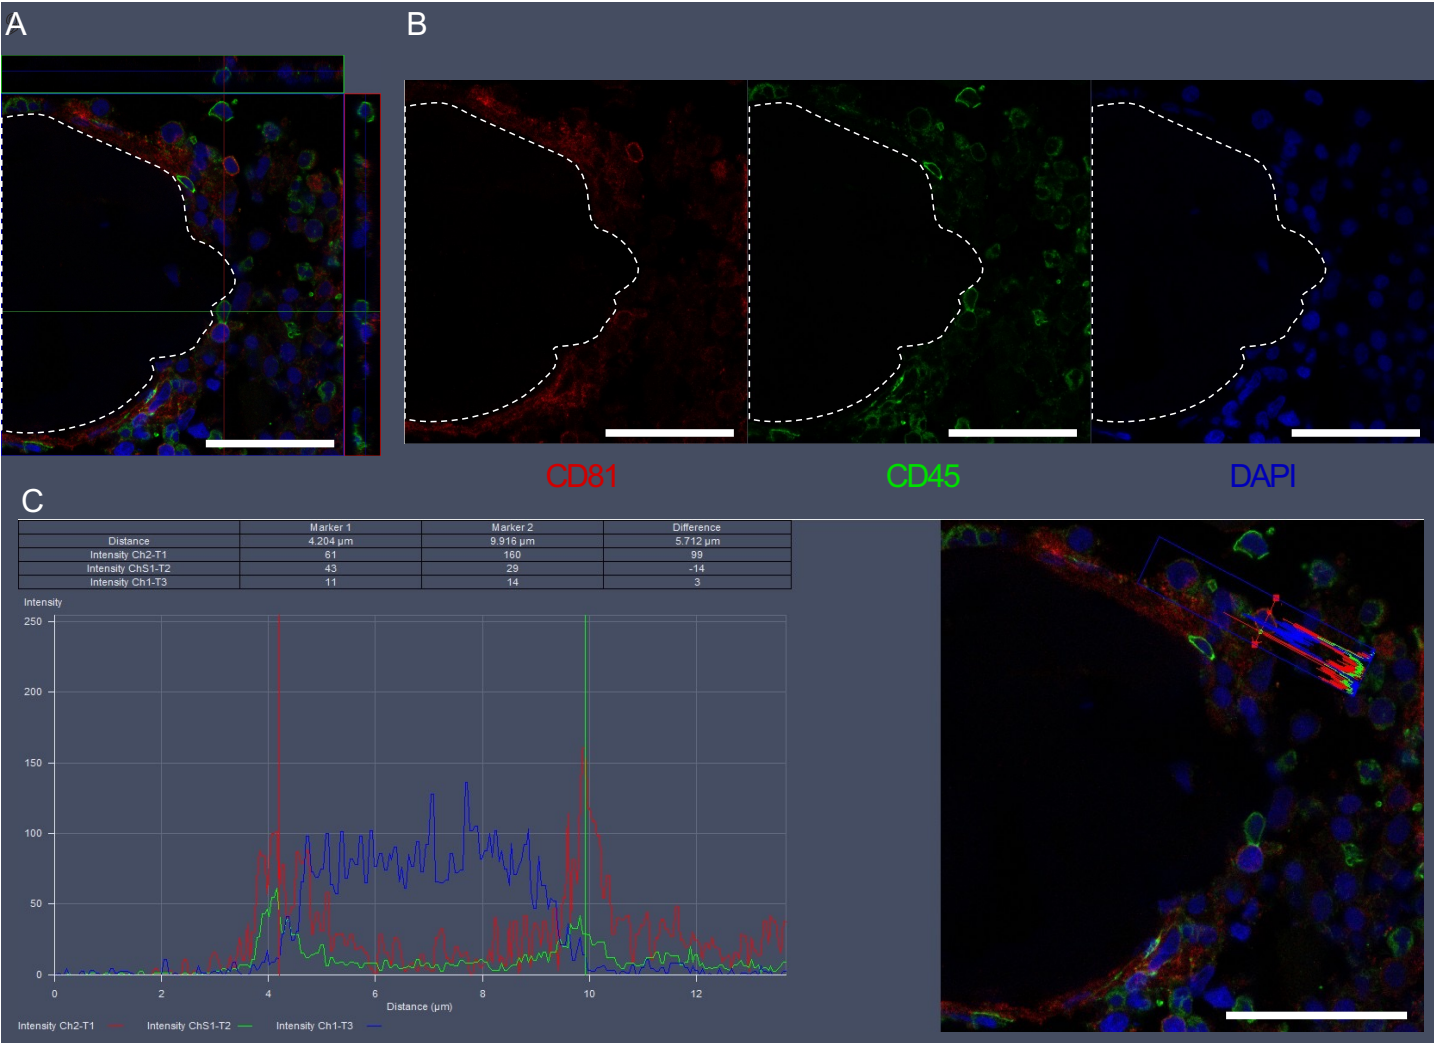 A
B
CD81
CD45
DAPI
C
Marker 1 Marker 2 Difference
Distance 4.204 µm 9.916 µm 5.712 µm
Intensity Ch2-T1 61 160 99
Intensity ChS1-T2 43 29 -14
Intensity Ch1-T3 11 14 3
Intensity
250
200
150
100
50
0
0 2 4 6 8 10 12
Distance (µm)
Intensity Ch2-T1 Intensity ChS1-T2 Intensity Ch1-T3